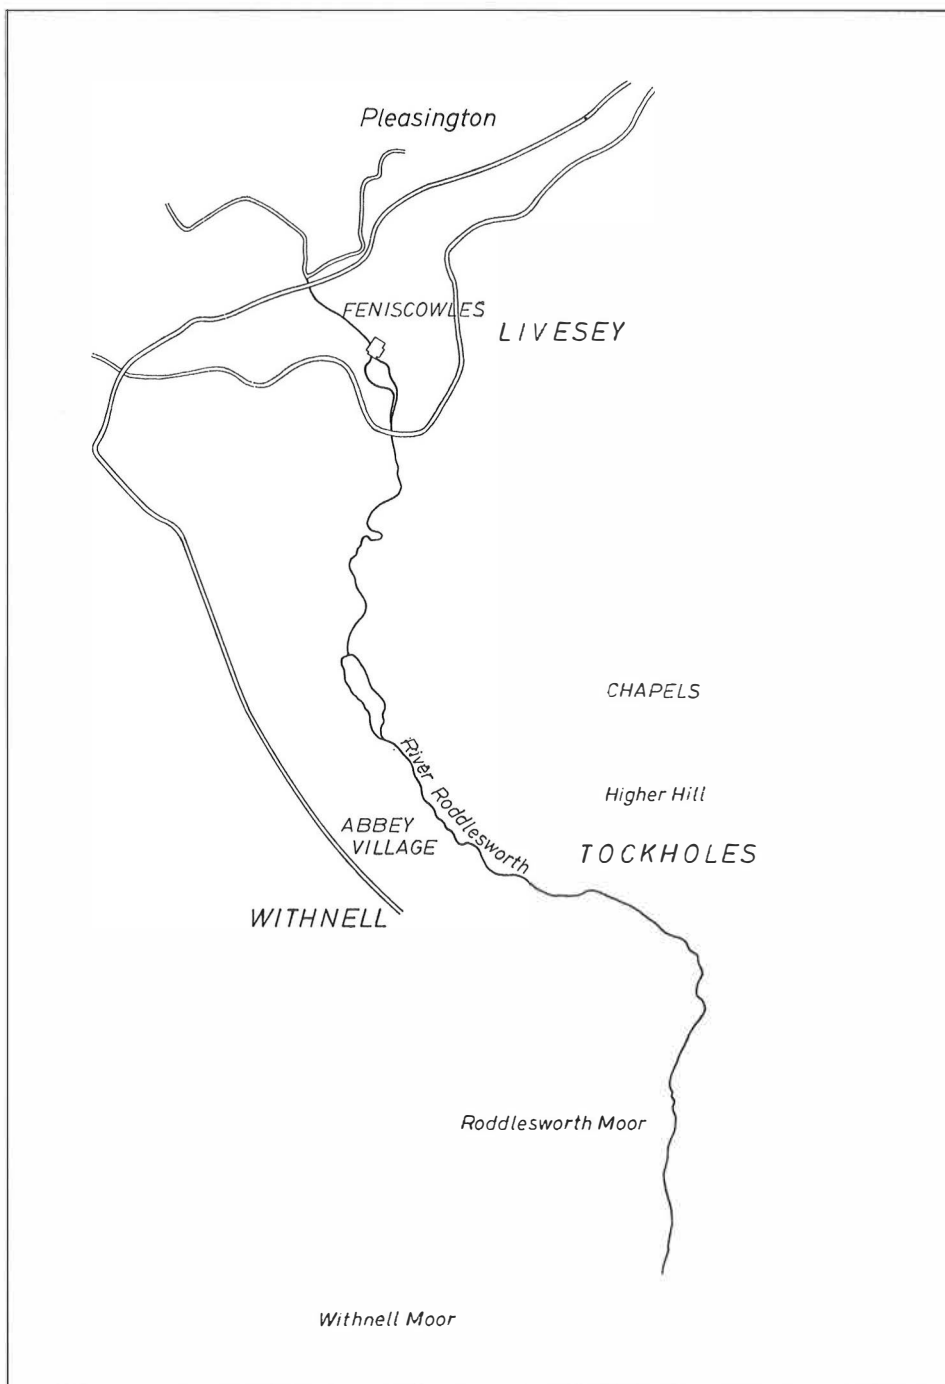 Pleasington
FENISCOWLES
LIVESEY
CHAPELS
River Roddlesworth
Higher Hill
ABBEY
VILLAGE
TOCKHOLES
WITHNELL
Roddlesworth Moor
Withnell Moor